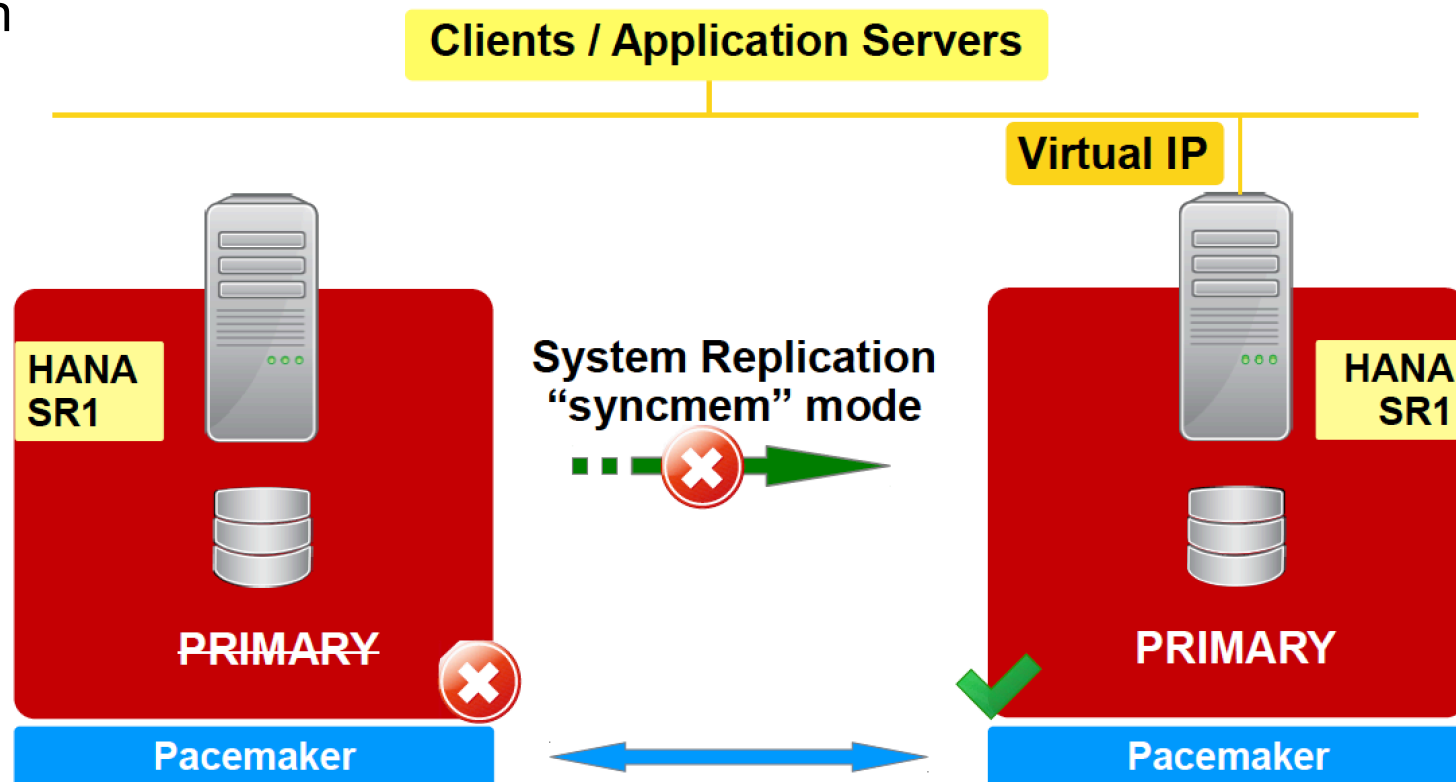 n
Clients / Application Servers
Virtual IP
HANA
SR1
System Replication
“syncmem” mode
HANA
SR1
PRIMARY
PRIMARY
Pacemaker
Pacemaker